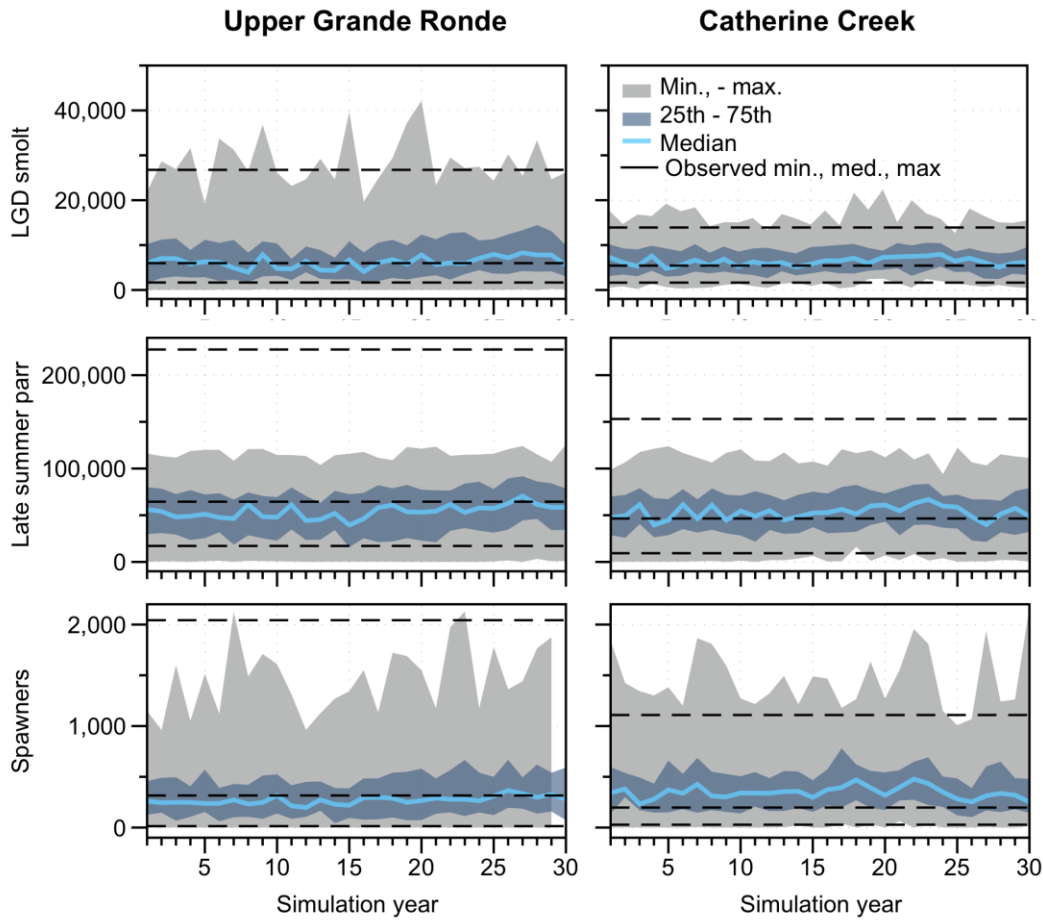 Upper Grande Ronde
Catherine Creek
LGD smolt
40,000
20,000
0
Min., - max.
25th - 75th
Median
Observed min., med., max
Late summer parr
200,000
100,000
0
Spawners
2,000
1,000
0
5 10 15 20 25 30
5 10 15 20 25 30
Simulation year
Simulation year